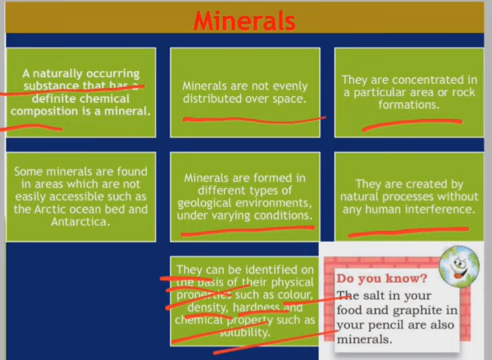 Minerals
A naturally occurring
substance that has a
definite chemical
composition is a mineral.
Minerals are not evenly
distributed over space.
They are concentrated in
a particular area or rock
formations.
Some minerals are found
in areas which are not
easily accessible such as
the Arctic ocean bed and
Antarctica.
Minerals are formed in
different types of
geological environments,
under varying conditions.
They are created by
natural processes without
any human interference.
They can be identified on
the basis of their physical
properties such as colour,
density, hardness and
chemical property such as
solubility.
Do you know?
The salt in your
food and graphite in
your pencil are also
minerals.